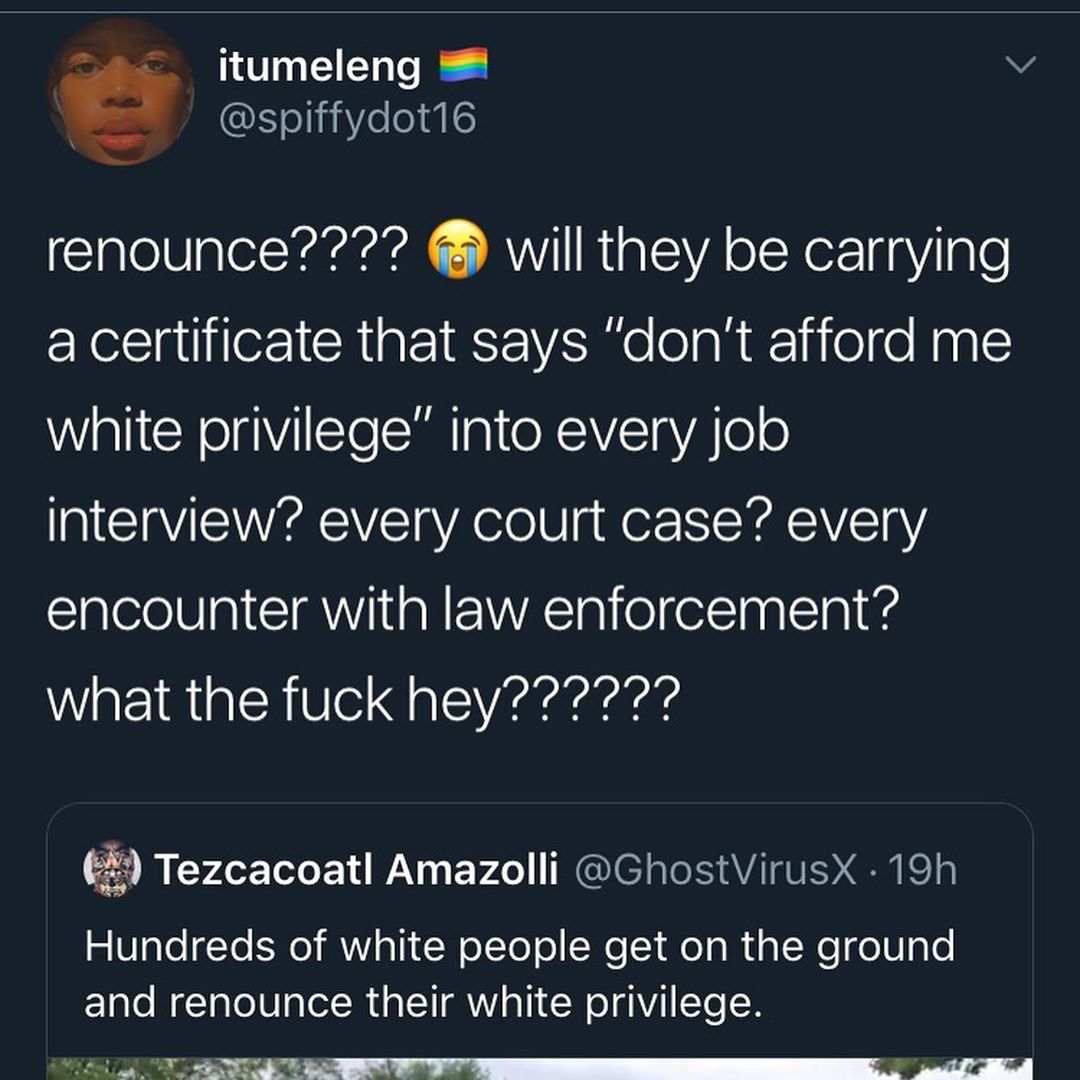 itumeleng 🏳️‍🌈
@spiffydot16
renounce???? 😭 will they be carrying
a certificate that says “don’t afford me
white privilege” into every job
interview? every court case? every
encounter with law enforcement?
what the fuck hey??????
Tezcacoatl Amazolli @GhostVirusX · 19h
Hundreds of white people get on the ground
and renounce their white privilege.